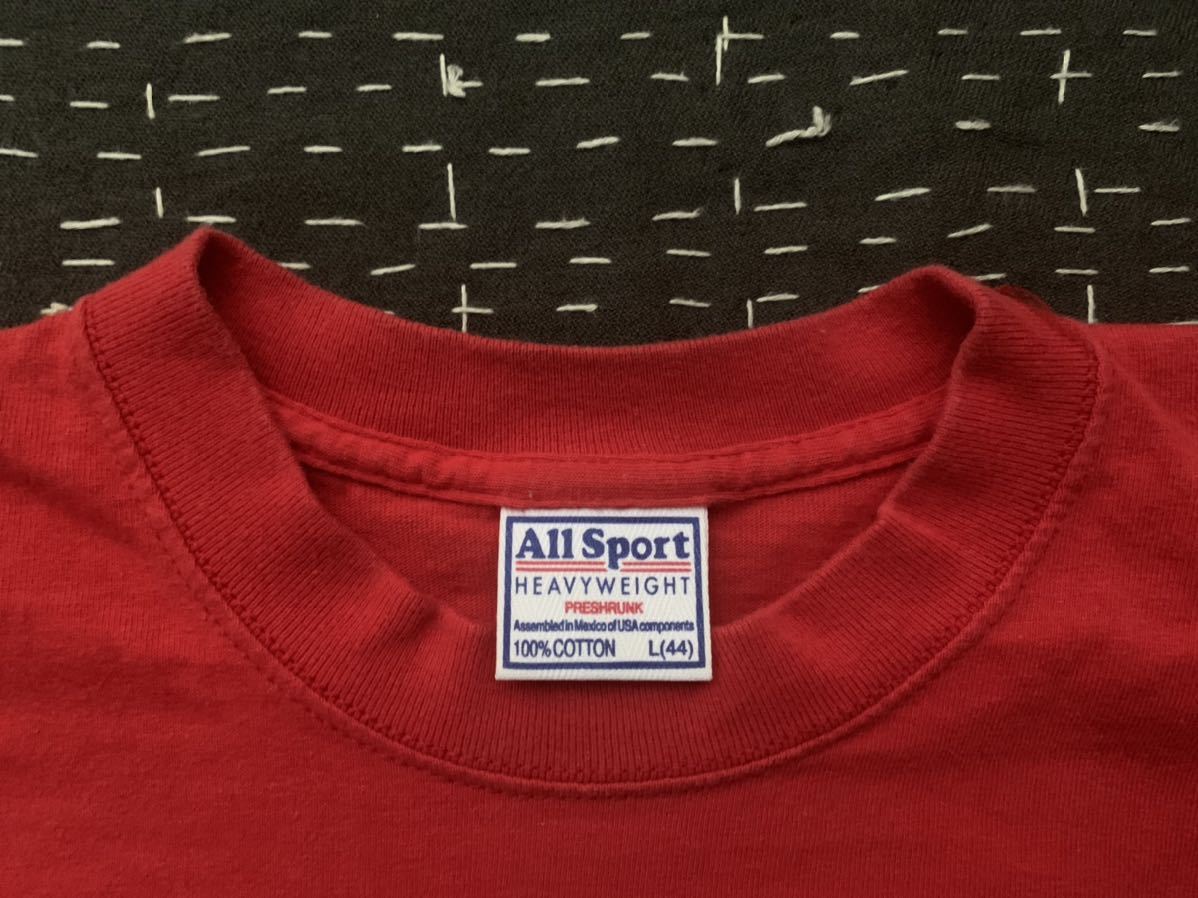 All Sport
HEAVYWEIGHT
PRESHRUNK
Assembled in Mexico of USA components
100% COTTON L(44)